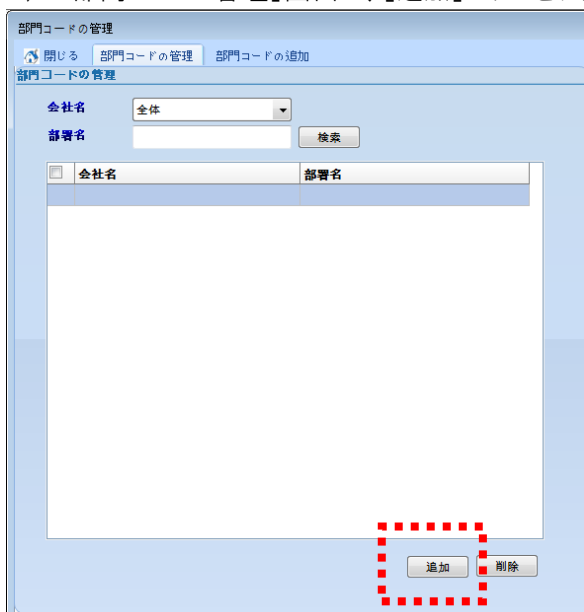 部門コードの管理
閉じる 部門コードの管理 部門コードの追加
部門コードの管理
会社名 全体
部署名 検索
会社名 部署名
追加 削除